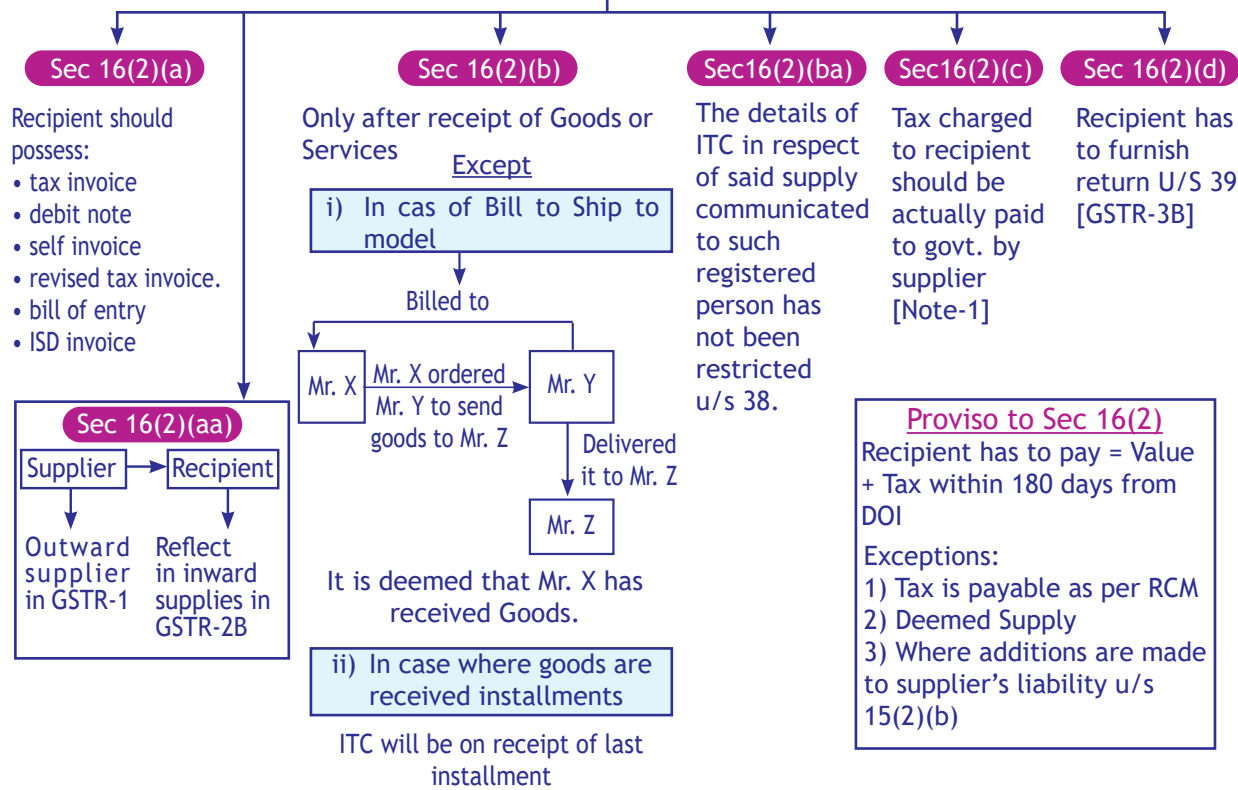 Sec 16(2)(a)
Recipient should
possess:
• tax invoice
• debit note
• self invoice
• revised tax invoice.
• bill of entry
• ISD invoice
Sec 16(2)(aa)
Supplier
Recipient
Outward
supplier
in GSTR-1
Reflect
in inward
supplies in
GSTR-2B
Sec 16(2)(b)
Only after receipt of Goods or
Services
Except
i) In cas of Bill to Ship to
model
Billed to
Mr. X
Mr. X ordered
Mr. Y to send
goods to Mr. Z
Mr. Y
Delivered
it to Mr. Z
Mr. Z
It is deemed that Mr. X has
received Goods.
ii) In case where goods are
received installments
ITC will be on receipt of last
installment
Sec16(2)(ba)
The details of
ITC in respect
of said supply
communicated
to such
registered
person has
not been
restricted
u/s 38.
Sec16(2)(c)
Tax charged
to recipient
should be
actually paid
to govt. by
supplier
[Note-1]
Sec 16(2)(d)
Recipient has
to furnish
return U/S 39
[GSTR-3B]
Proviso to Sec 16(2)
Recipient has to pay = Value
+ Tax within 180 days from
DOI
Exceptions:
1) Tax is payable as per RCM
2) Deemed Supply
3) Where additions are made
to supplier's liability u/s
15(2)(b)